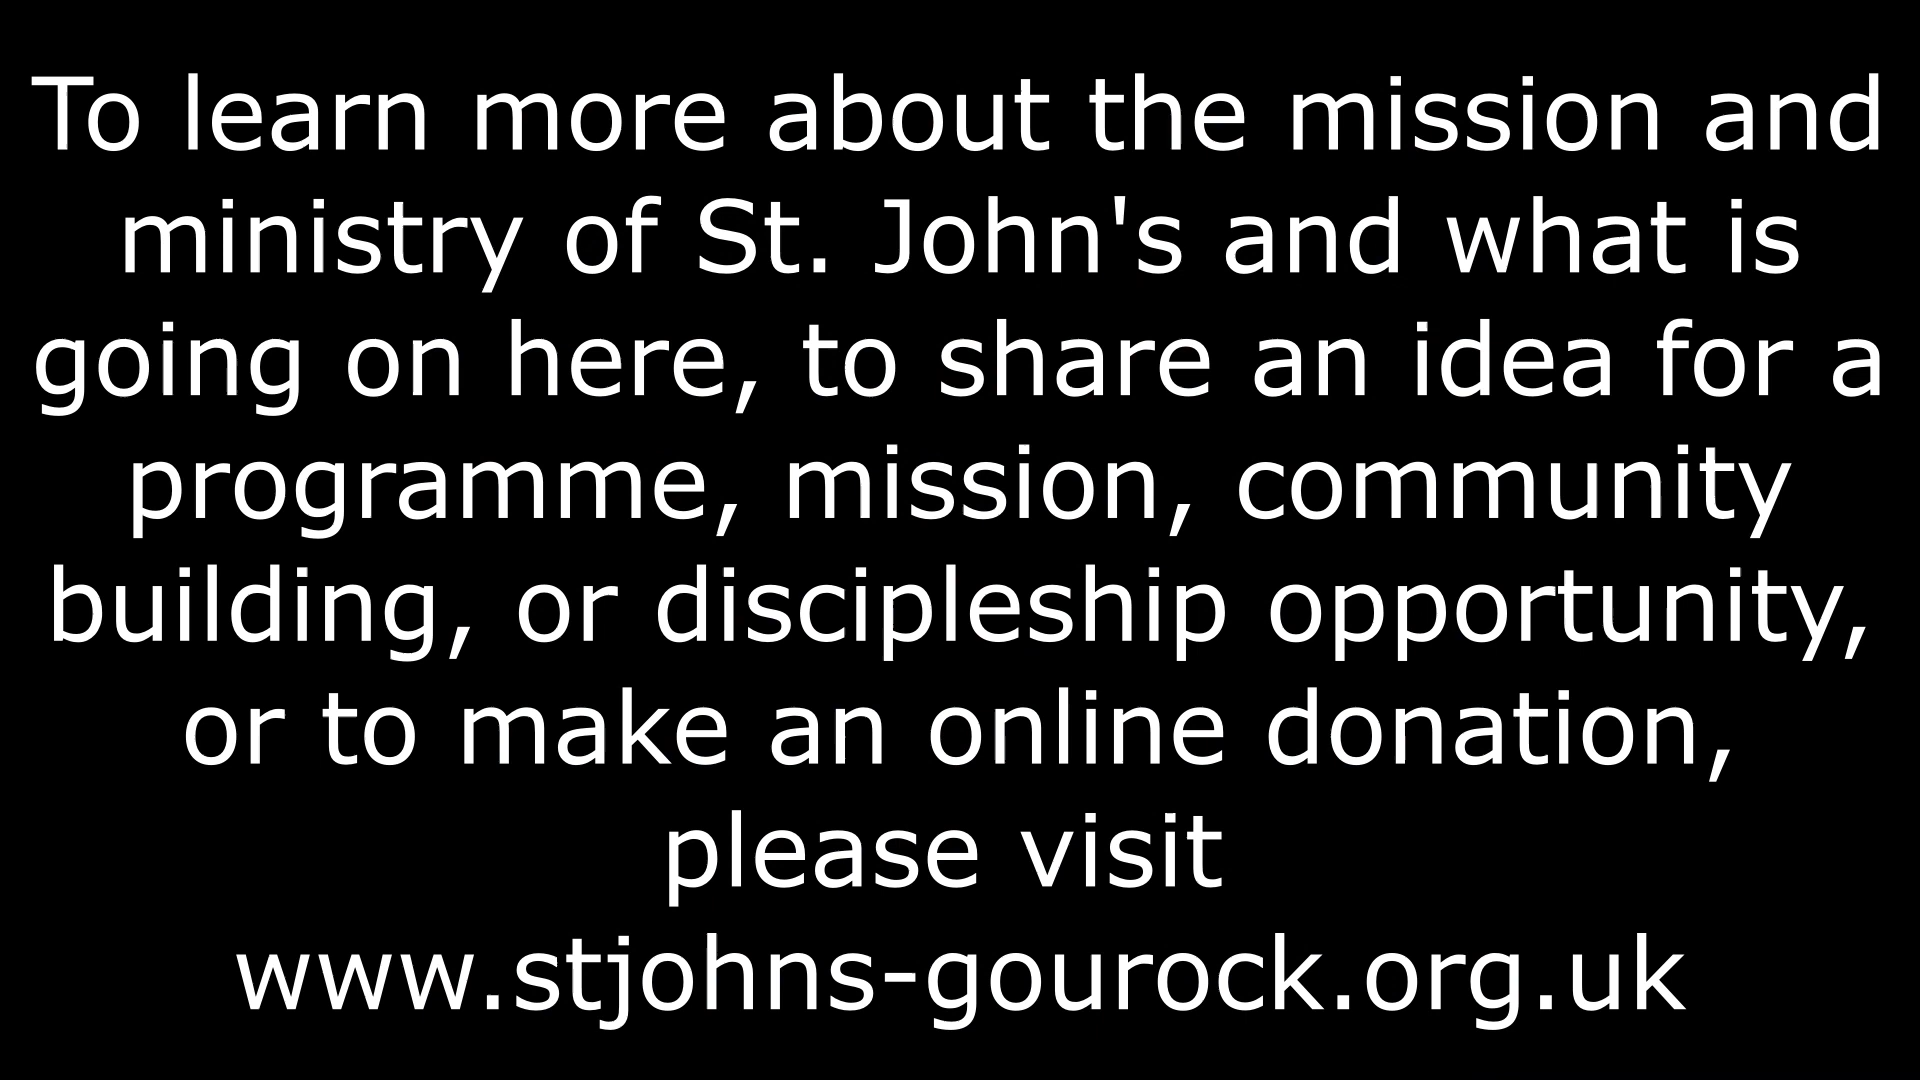 To learn more about the mission and
ministry of St. John's and what is
going on here, to share an idea for a
programme, mission, community
building, or discipleship opportunity,
or to make an online donation,
please visit
www.stjohns-gourock.org.uk